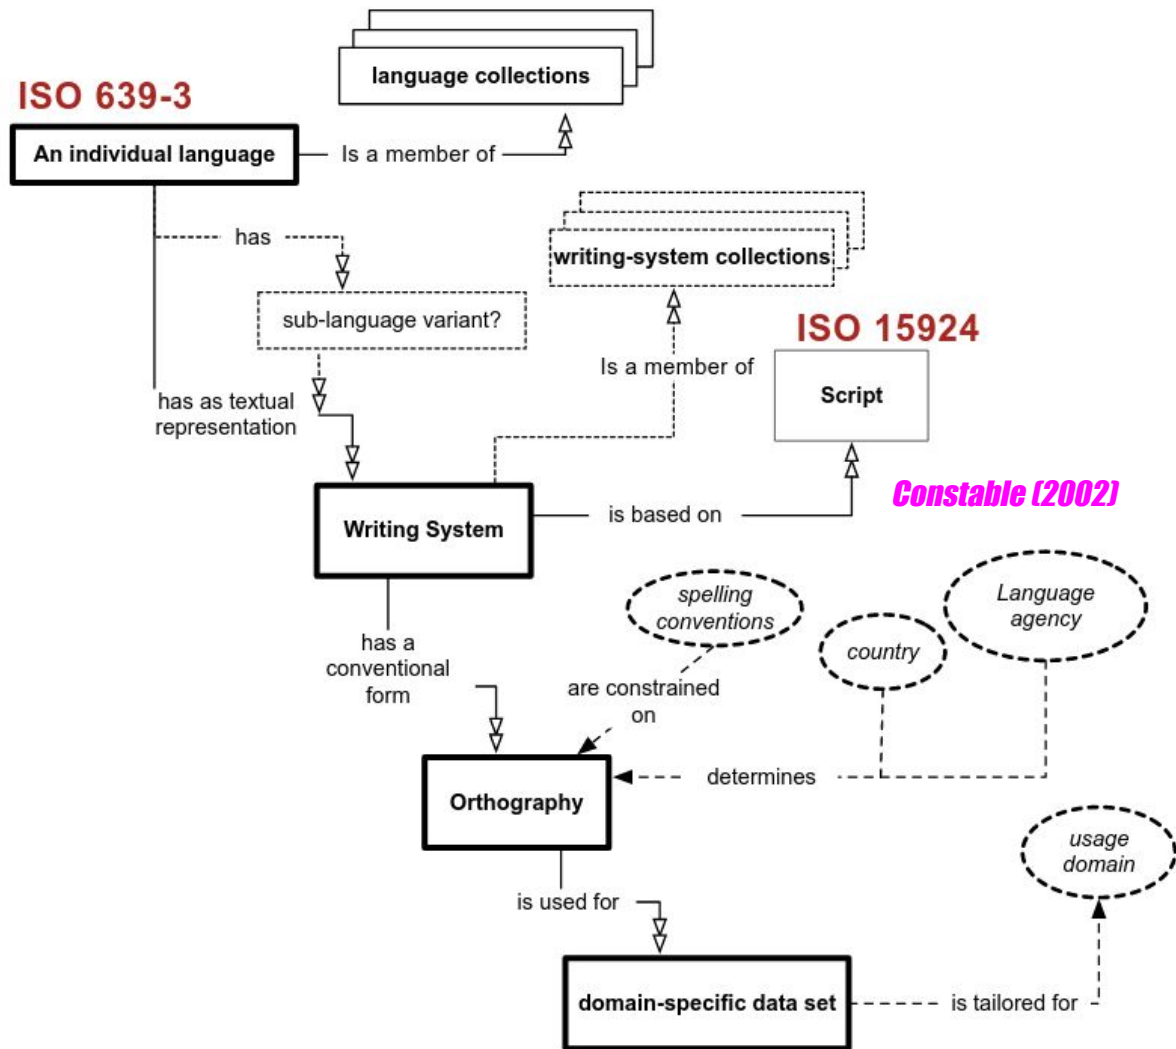 language collections
ISO 639-3
An individual language
Is a member of
has
writing-system collections
sub-language variant?
ISO 15924
Is a member of
Script
has as textual
representation
Constable (2002)
Writing System
is based on
spelling
conventions
Language
agency
has a
conventional
form
country
are constrained
on
determines
Orthography
usage
domain
is used for
domain-specific data set
is tailored for